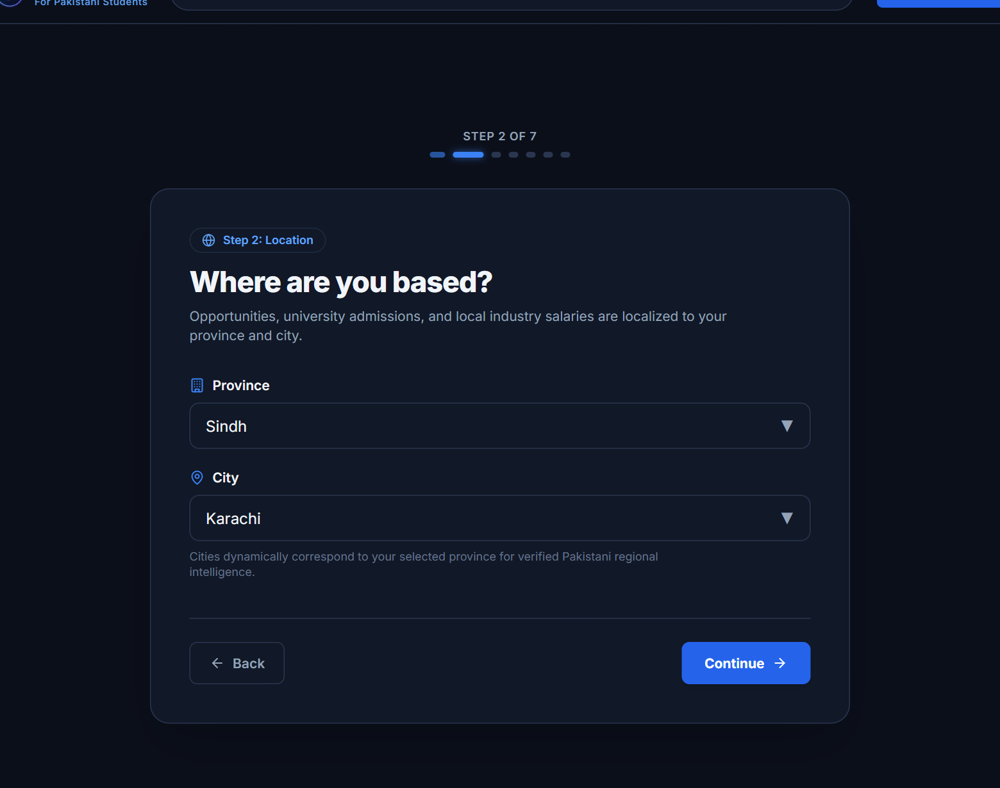 For Pakistani Students
STEP 2 OF 7
Step 2: Location
Where are you based?
Opportunities, university admissions, and local industry salaries are localized to your
province and city.
Province
Sindh
City
Karachi
Cities dynamically correspond to your selected province for verified Pakistani regional
intelligence.
Back
Continue